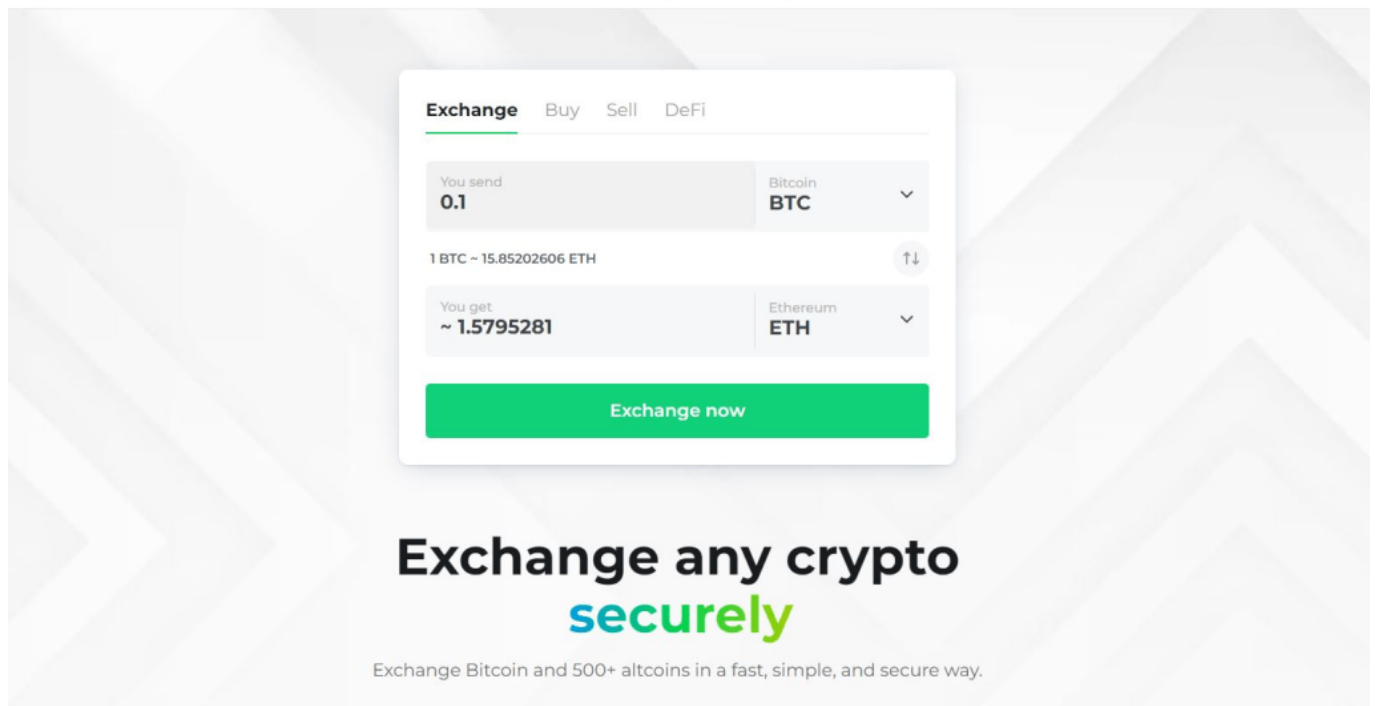 Exchange Buy Sell DeFi
You send
0.1
Bitcoin
BTC
1 BTC ~ 15.85202606 ETH
You get
~ 1.5795281
Ethereum
ETH
Exchange now
Exchange any crypto
securely
Exchange Bitcoin and 500+ altcoins in a fast, simple, and secure way.